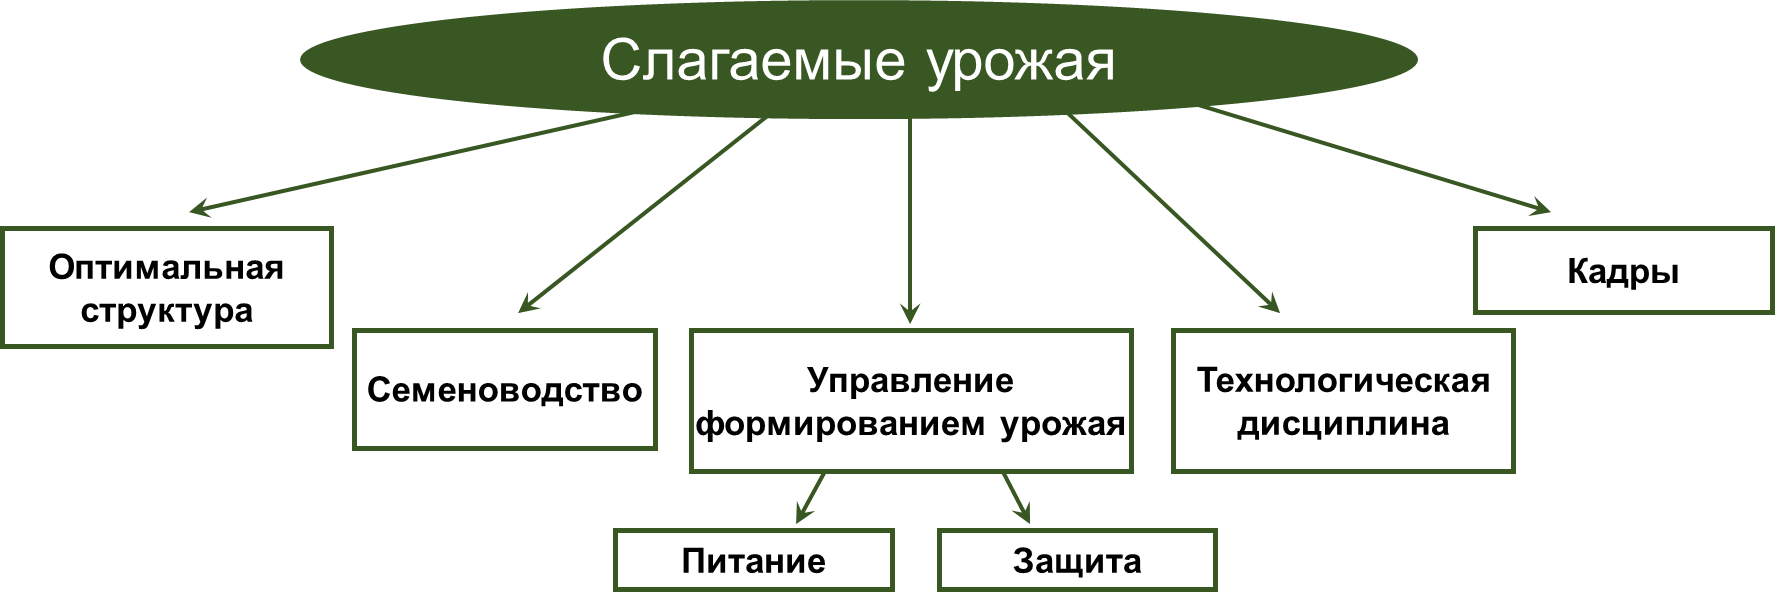 Слагаемые урожая
Оптимальная
структура
Кадры
Семеноводство
Управление
формированием урожая
Технологическая
дисциплина
Питание
Защита